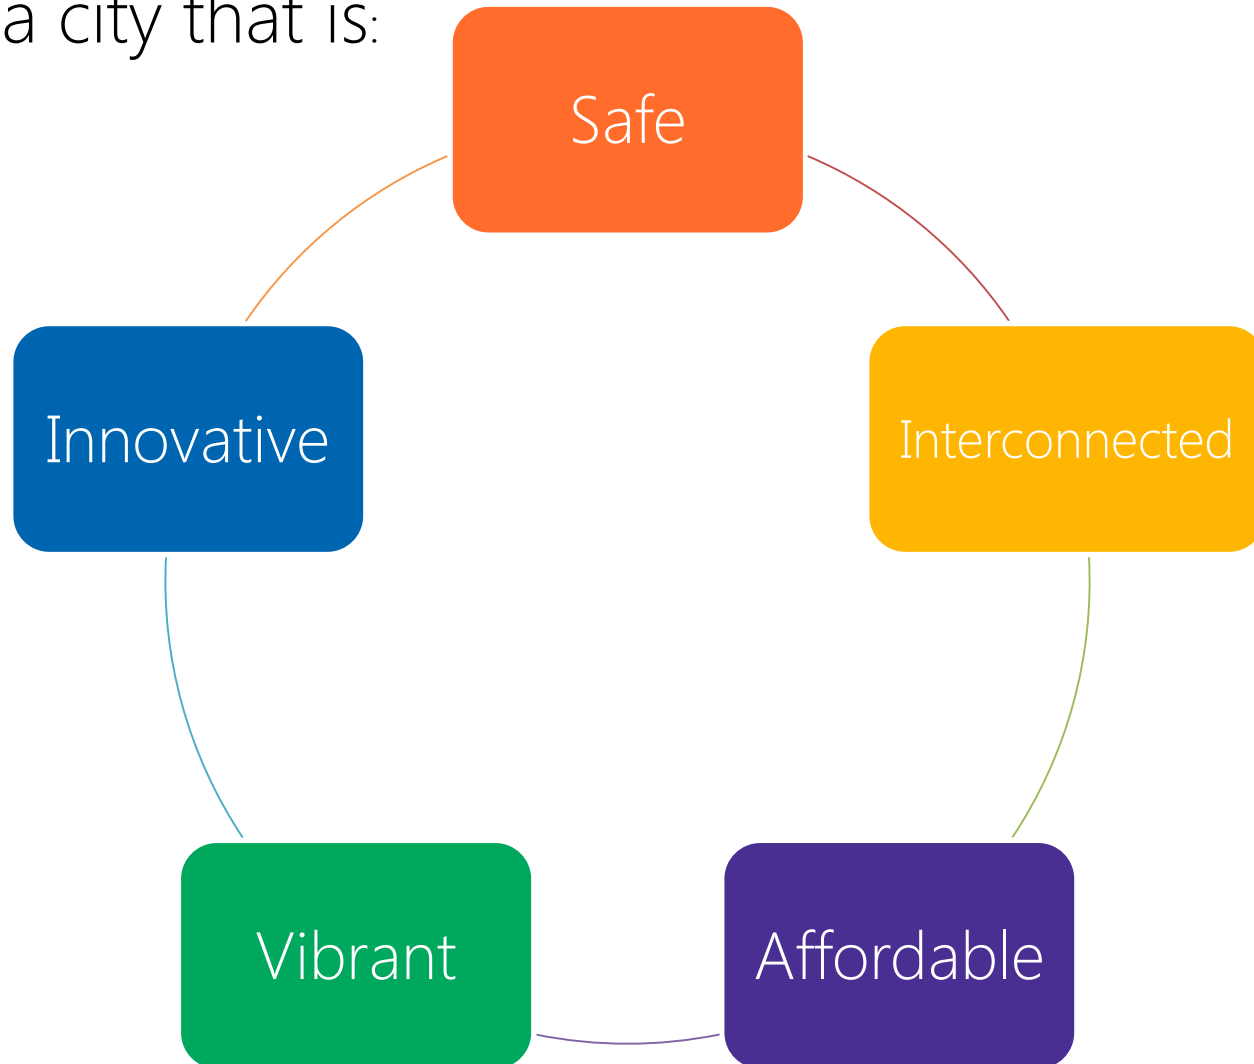 a city that is:
Safe
Innovative
Interconnected
Vibrant
Affordable